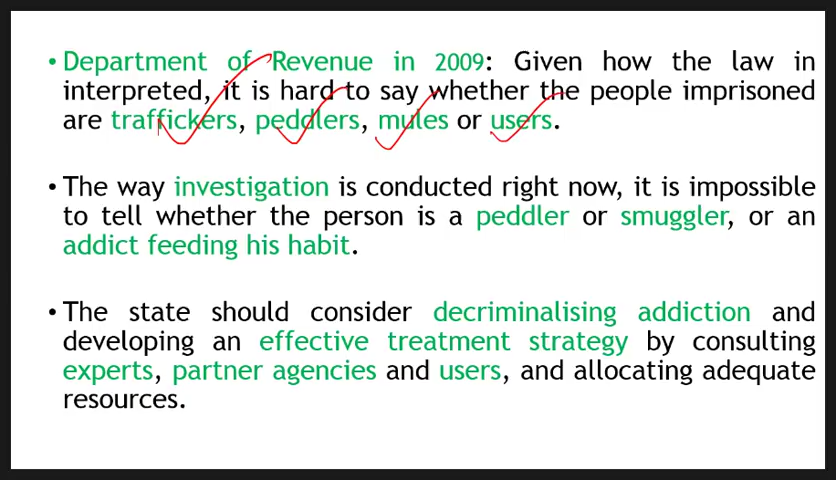 • Department of Revenue in 2009: Given how the law in
interpreted, it is hard to say whether the people imprisoned
are traffickers, peddlers, mules or users.
• The way investigation is conducted right now, it is impossible
to tell whether the person is a peddler or smuggler, or an
addict feeding his habit.
• The state should consider decriminalising addiction and
developing an effective treatment strategy by consulting
experts, partner agencies and users, and allocating adequate
resources.